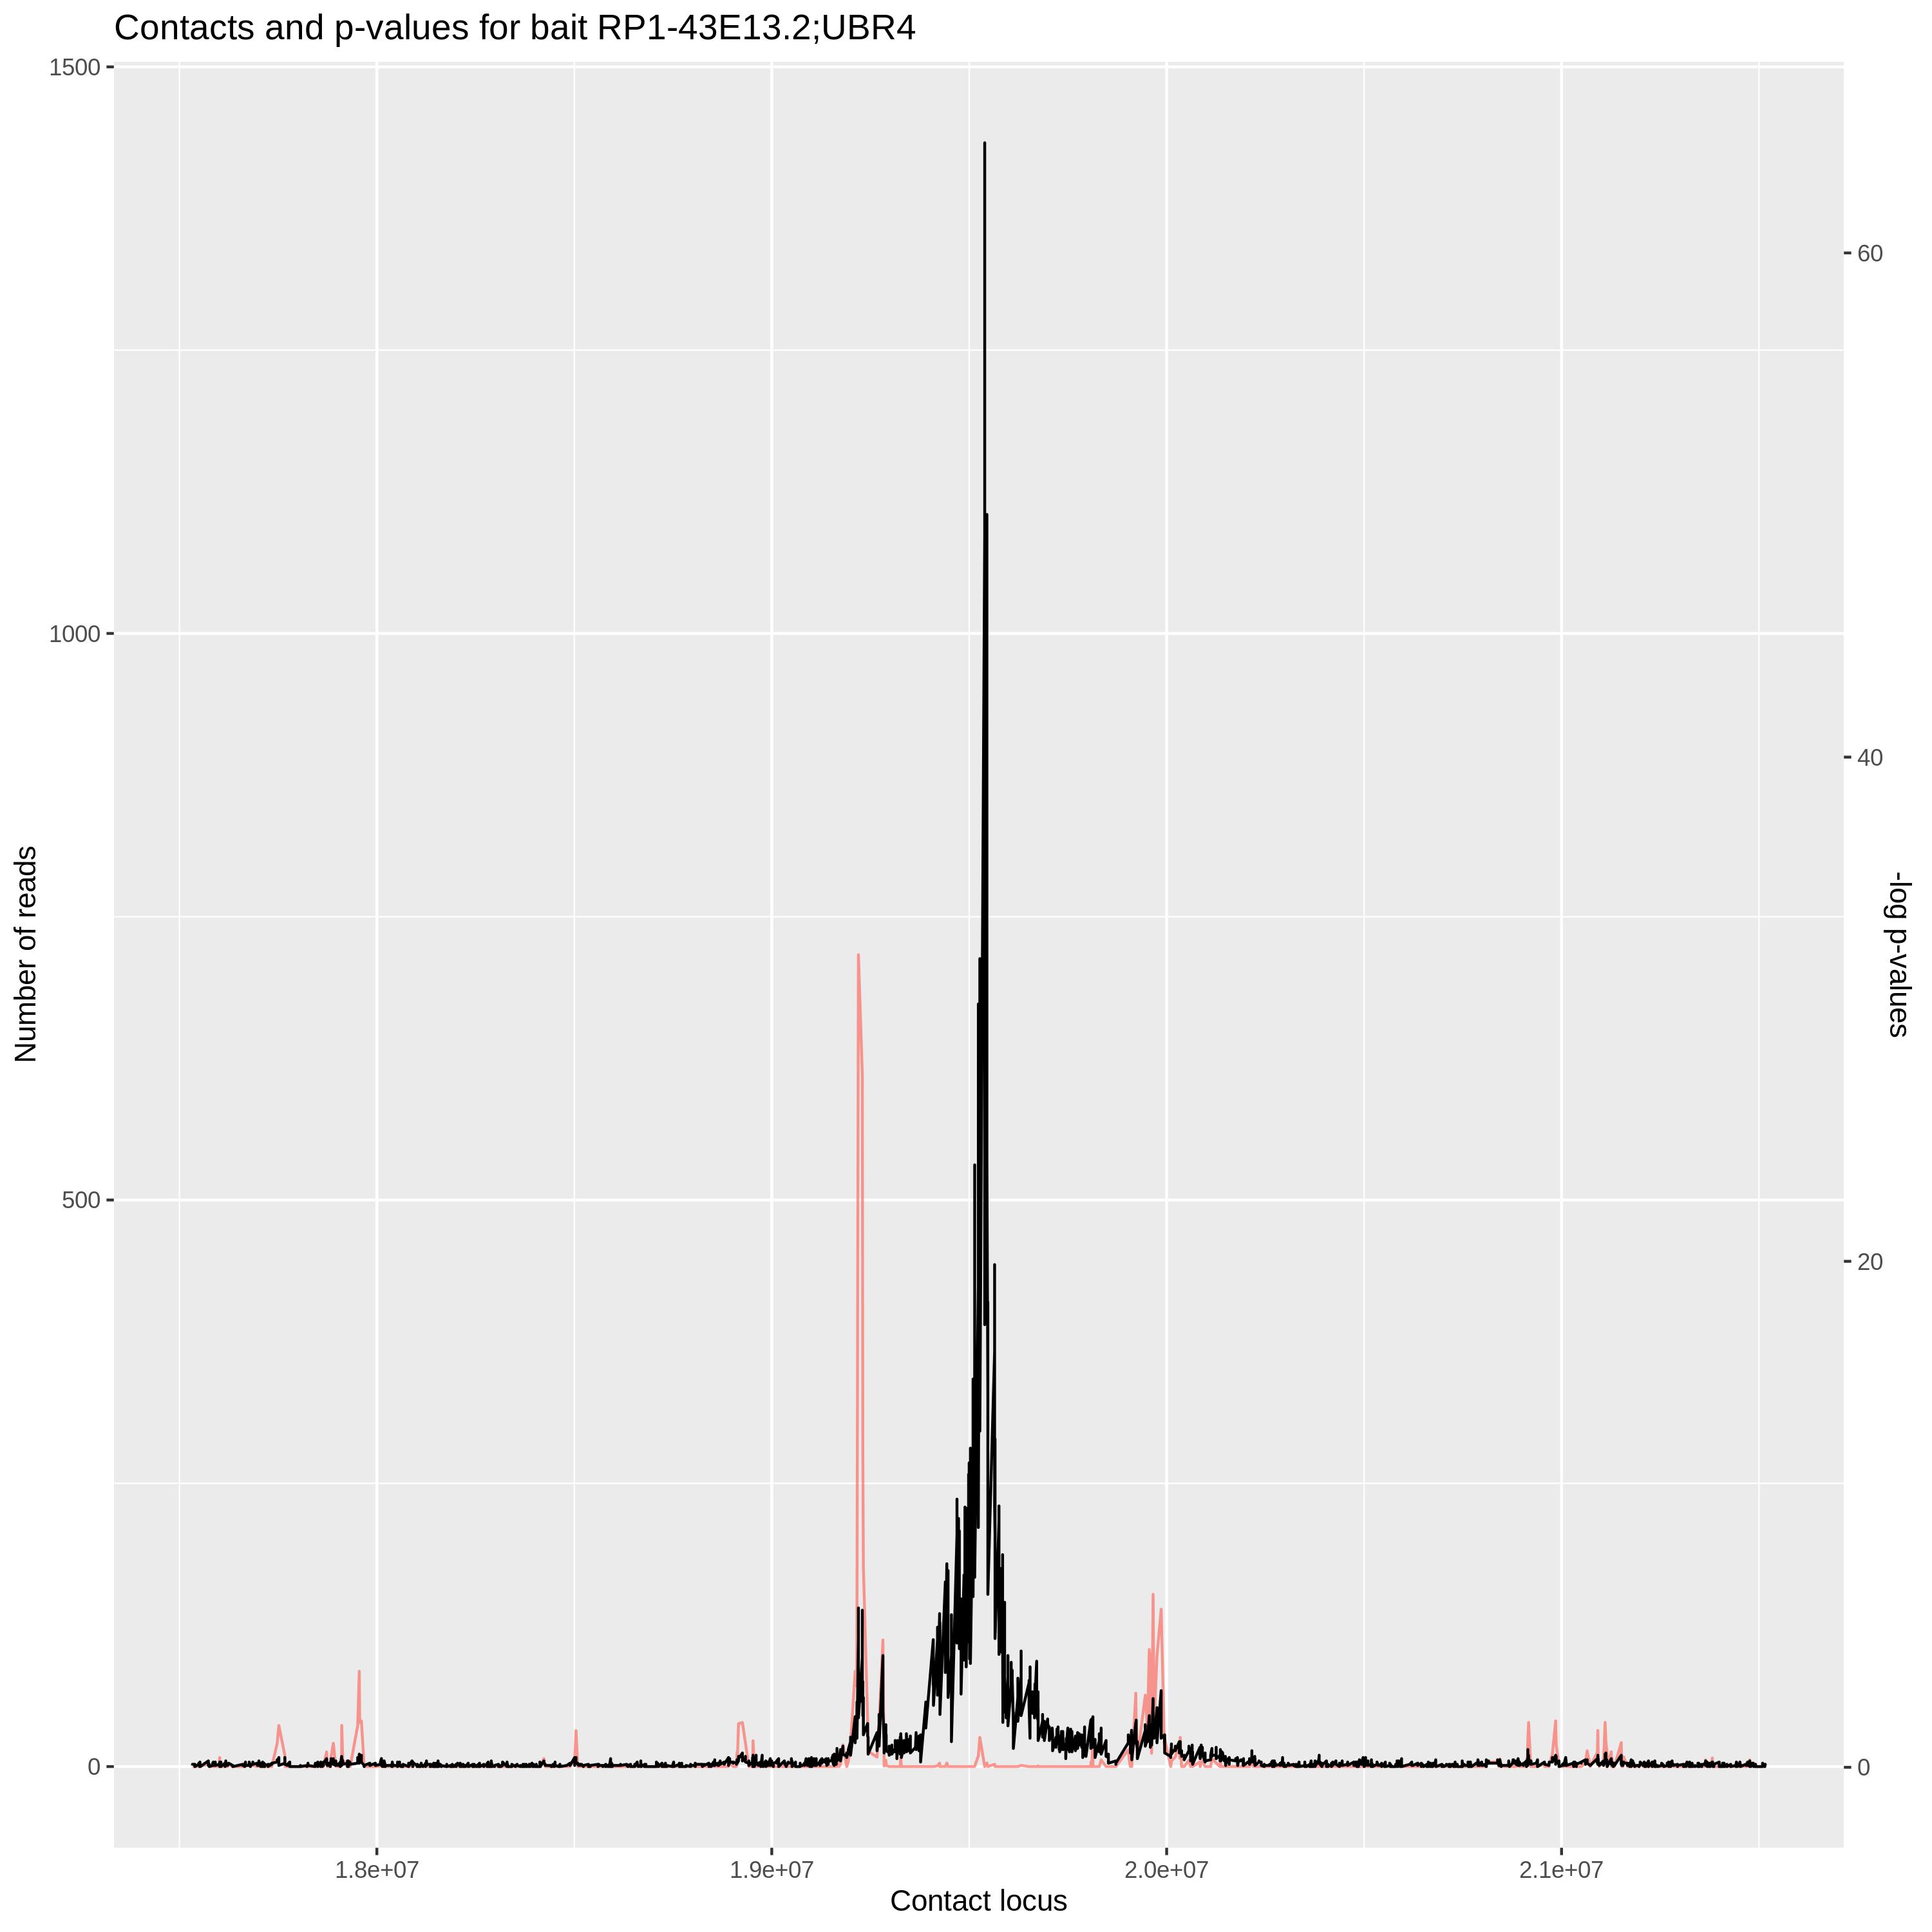 Contacts and p-values for bait RP1-43E13.2;UBR4
1500
1000
500
0
Number of reads
60
40
20
0
-log p-values
1.8e+07
1.9e+07
2.0e+07
2.1e+07
Contact locus